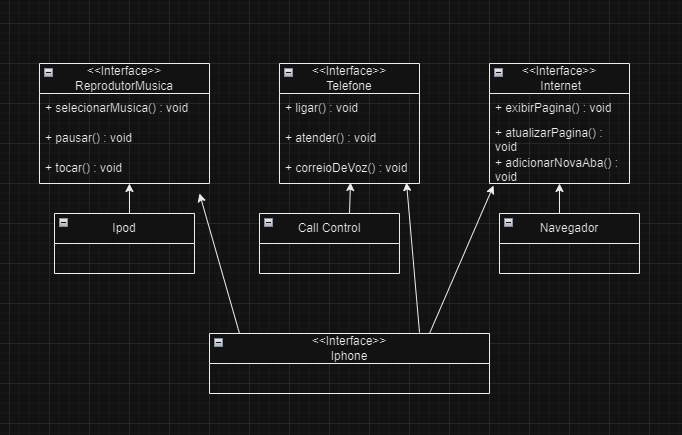 <<Interface>>
ReprodutorMusica
+ selecionarMusica() : void
+ pausar() : void
+ tocar() : void
<<Interface>>
Telefone
+ ligar() : void
+ atender() : void
+ correioDeVoz() : void
<<Interface>>
Internet
+ exibirPagina() : void
+ atualizarPagina() :
void
+ adicionarNovaAba() :
void
Ipod
Call Control
Navegador
<<Interface>>
Iphone